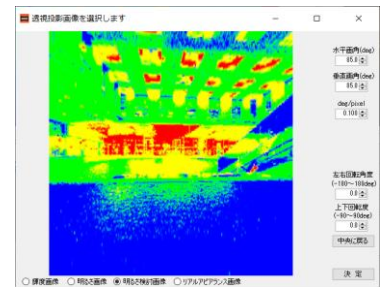 透視投影画像を選択します
水平画角(deg)
85.0
垂直画角(deg)
85.0
deg/pixel
0.100
左右回転角度
(-180～180deg)
0.0
上下回転度
(-90～90deg)
0.0
中央に戻る
決 定
輝度画像 明るさ画像 明るさ検討画像 リアルアピアランス画像